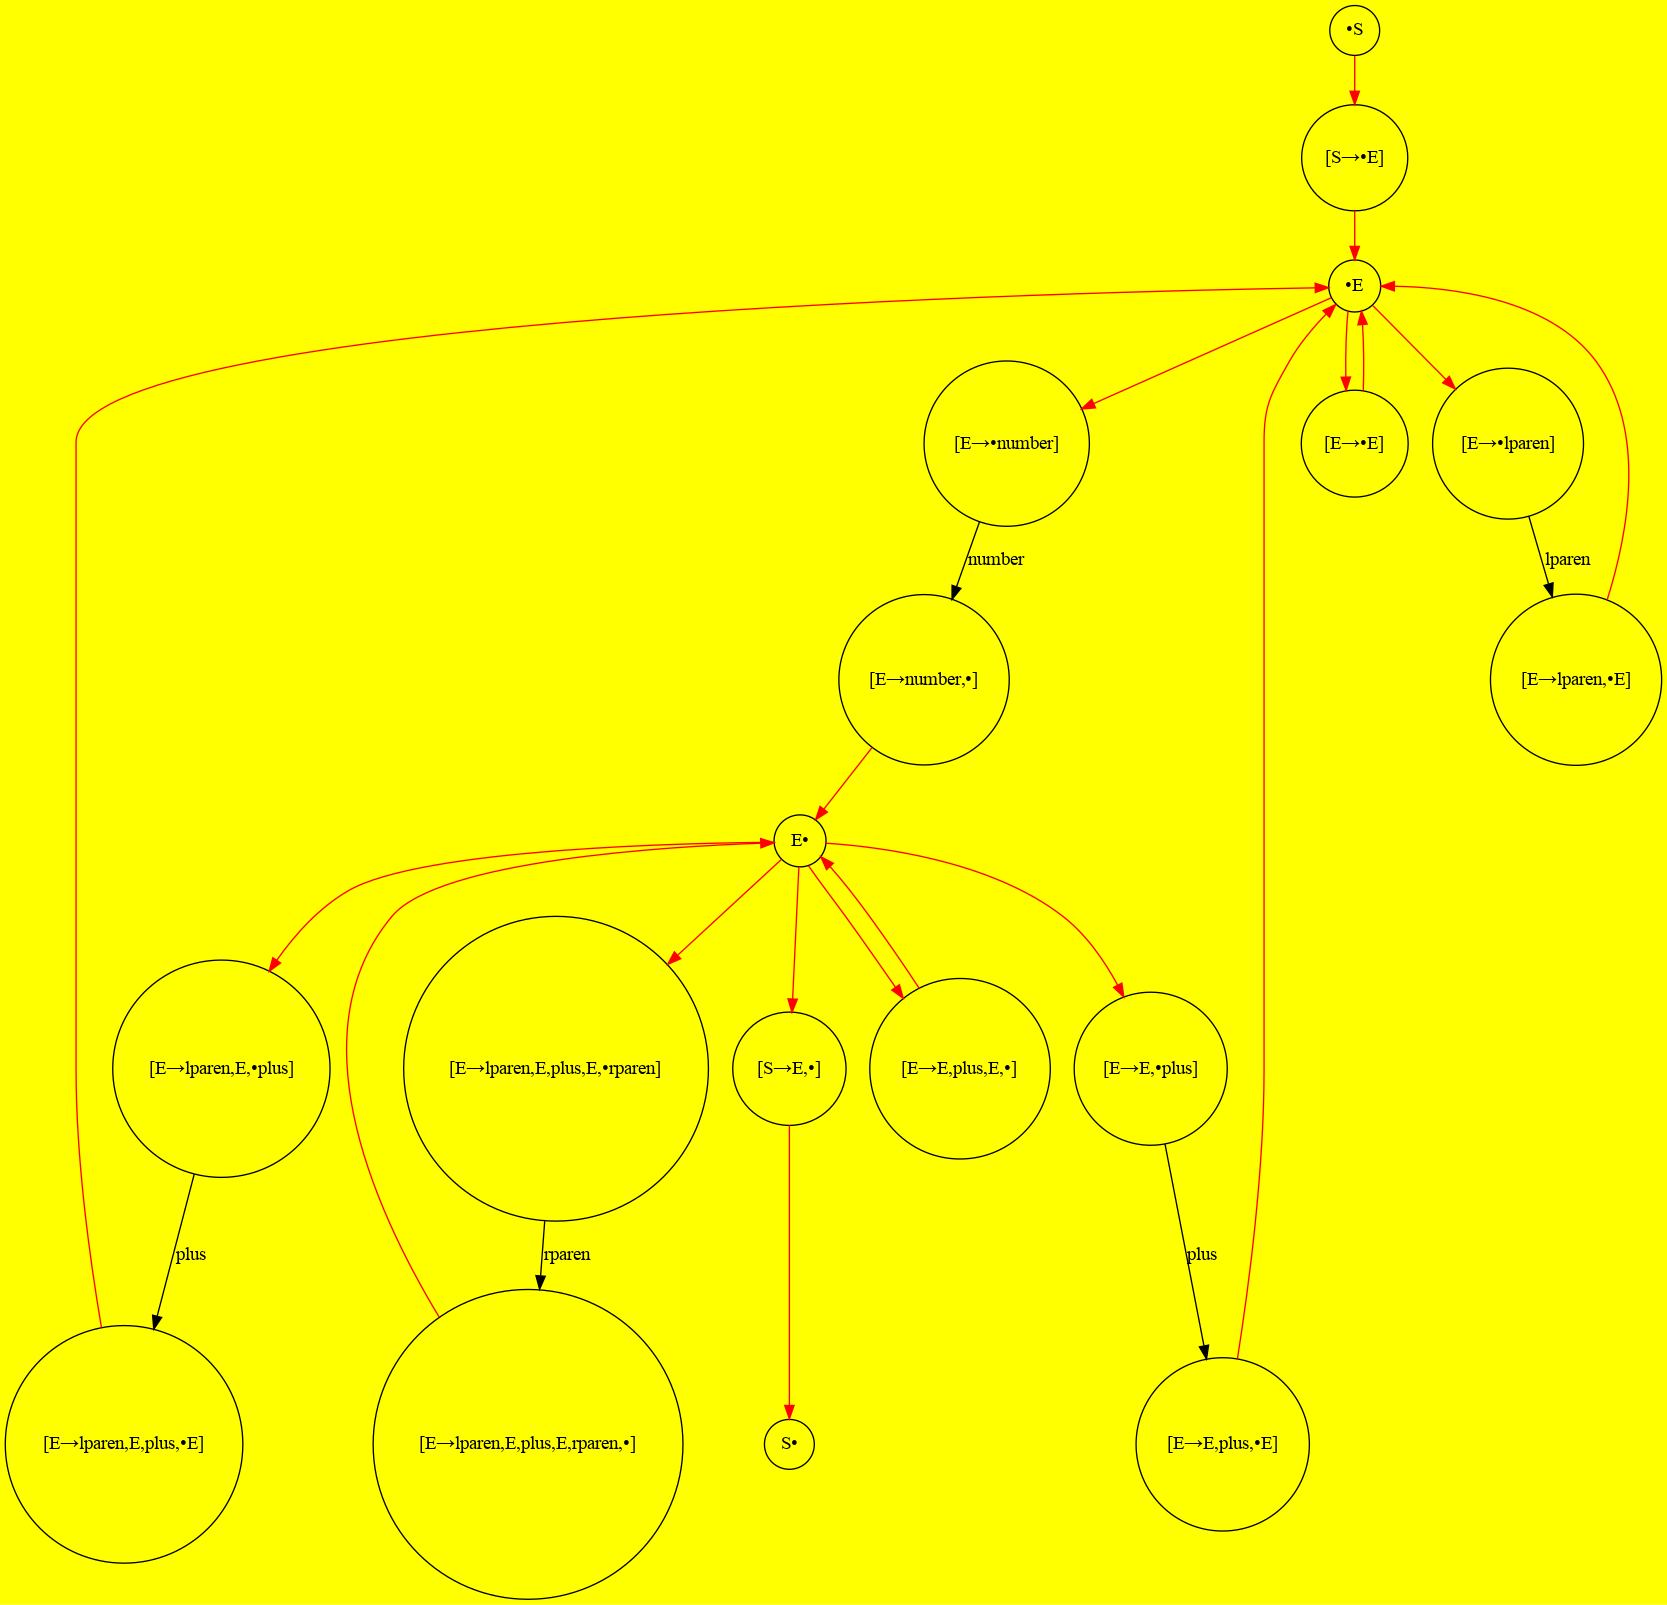 •S
[S→•E]
•E
[E→•number]
[E→•E]
[E→•lparen]
number
lparen
[E→number,•]
[E→lparen,•E]
E•
[E→lparen,E,•plus]
[E→lparen,E,plus,E,•rparen]
[S→E,•]
[E→E,plus,E,•]
[E→E,•plus]
plus
rparen
plus
[E→lparen,E,plus,•E]
[E→lparen,E,plus,E,rparen,•]
S•
[E→E,plus,•E]